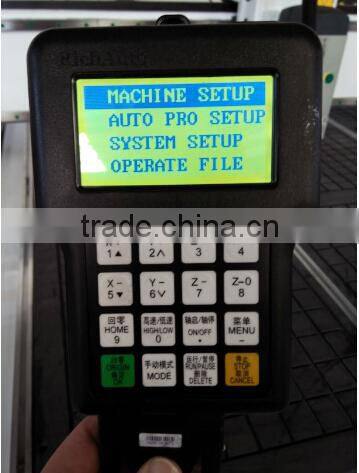 RichAuto
MACHINE SETUP
AUTO PRO SETUP
SYSTEM SETUP
OPERATE FILE
trade.china.cn
1▲
2∧
3
4
X-
5▼
Y-
6∨
Z-
7
Z-0
8
回零
HOME
9
高速/低速
HIGH/LOW
0
轴启/轴停
ON/OFF
•
菜单
MENU
–
ORIGIN
OK
手动模式
MODE
运行/暂停
RUN/PAUSE
删除
DELETE
停止
STOP
取消
CANCEL